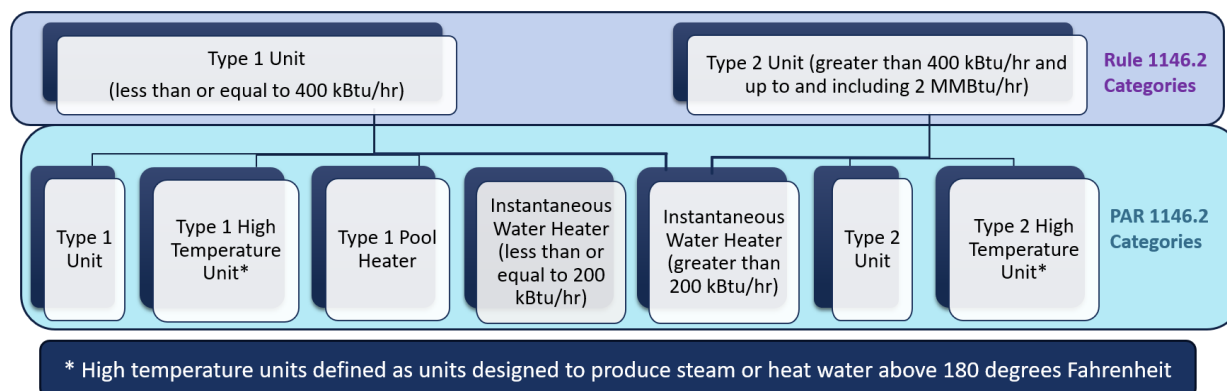 Type 1 Unit
(less than or equal to 400 kBtu/hr)
Type 2 Unit (greater than 400 kBtu/hr and
up to and including 2 MMBtu/hr)
Rule 1146.2
Categories
Type 1
Unit
Type 1 High
Temperature
Unit*
Type 1 Pool
Heater
Instantaneous
Water Heater
(less than or
equal to 200
kBtu/hr)
Instantaneous
Water Heater
(greater than
200 kBtu/hr)
Type 2
Unit
Type 2 High
Temperature
Unit*
PAR 1146.2
Categories
* High temperature units defined as units designed to produce steam or heat water above 180 degrees Fahrenheit